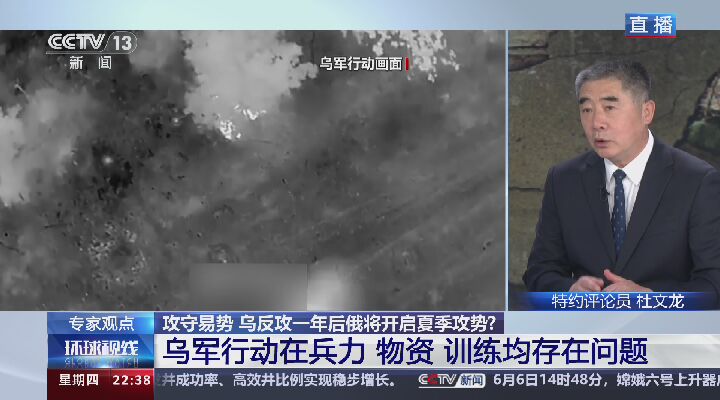 直播
CCTV 13
新闻
乌军行动画面
特约评论员 杜文龙
专家观点
攻守易势 乌反攻一年后俄将开启夏季攻势?
环球视线
GLOBAL WATCH
乌军行动在兵力 物资 训练均存在问题
星期四 22:38
井成功率、高效井比例实现稳步增长。 CCTV 新闻 6月6日14时48分，嫦娥六号上升器